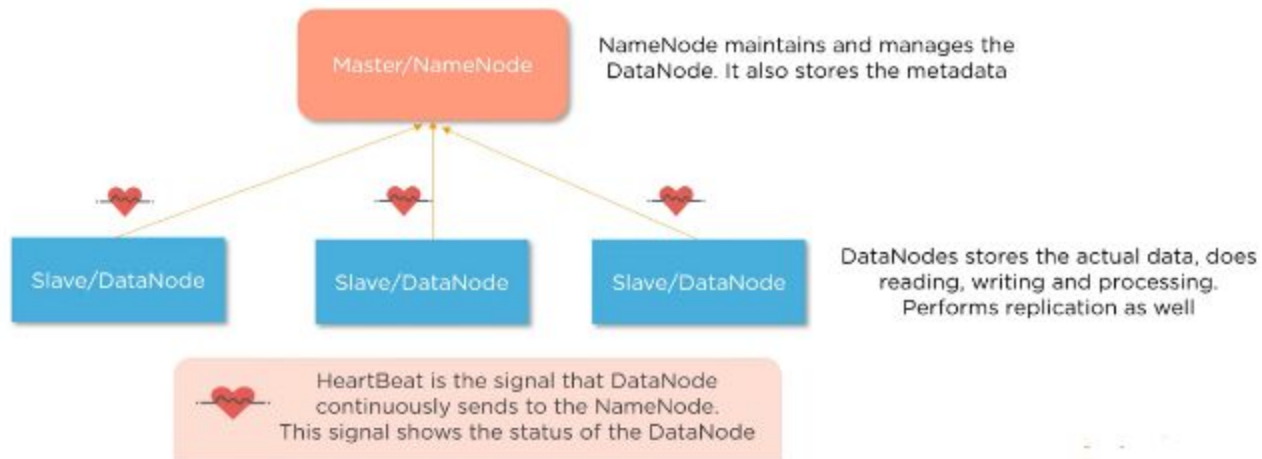 Master/NameNode
NameNode maintains and manages the
DataNode. It also stores the metadata
Slave/DataNode
Slave/DataNode
Slave/DataNode
DataNodes stores the actual data, does
reading, writing and processing.
Performs replication as well
HeartBeat is the signal that DataNode
continuously sends to the NameNode.
This signal shows the status of the DataNode